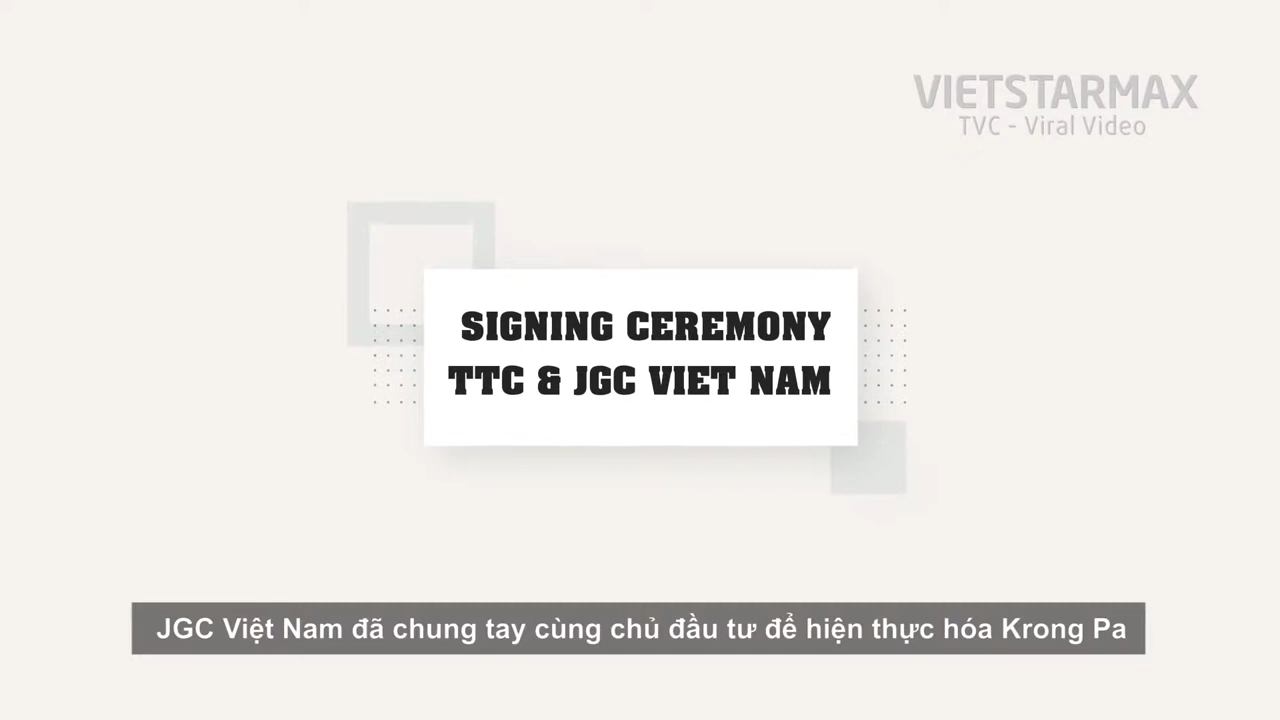 VIETSTARMAX
TVC - Viral Video
SIGNING CEREMONY
TTC & JGC VIET NAM
JGC Việt Nam đã chung tay cùng chủ đầu tư để hiện thực hóa Krong Pa